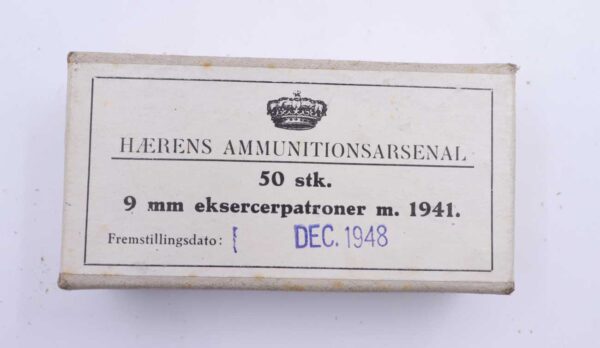 HÆRENS AMMUNITIONSARSENAL
50 stk.
9 mm eksercerpatroner m. 1941.
Fremstillingsdato: DEC. 1948